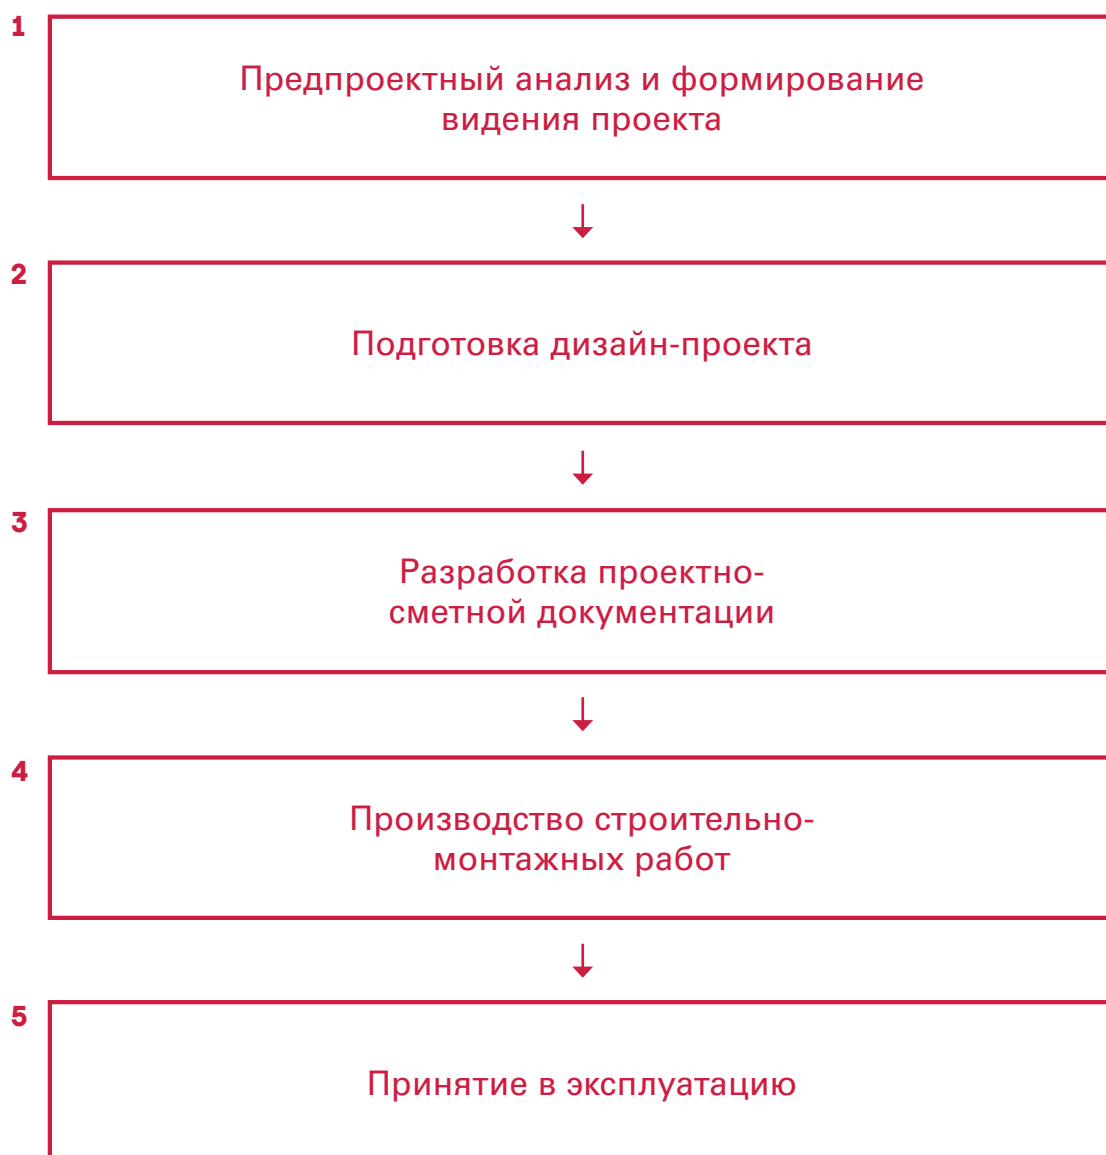 1
Предпроектный анализ и формирование
видения проекта
2
Подготовка дизайн-проекта
3
Разработка проектно-
сметной документации
4
Производство строительно-
монтажных работ
5
Принятие в эксплуатацию